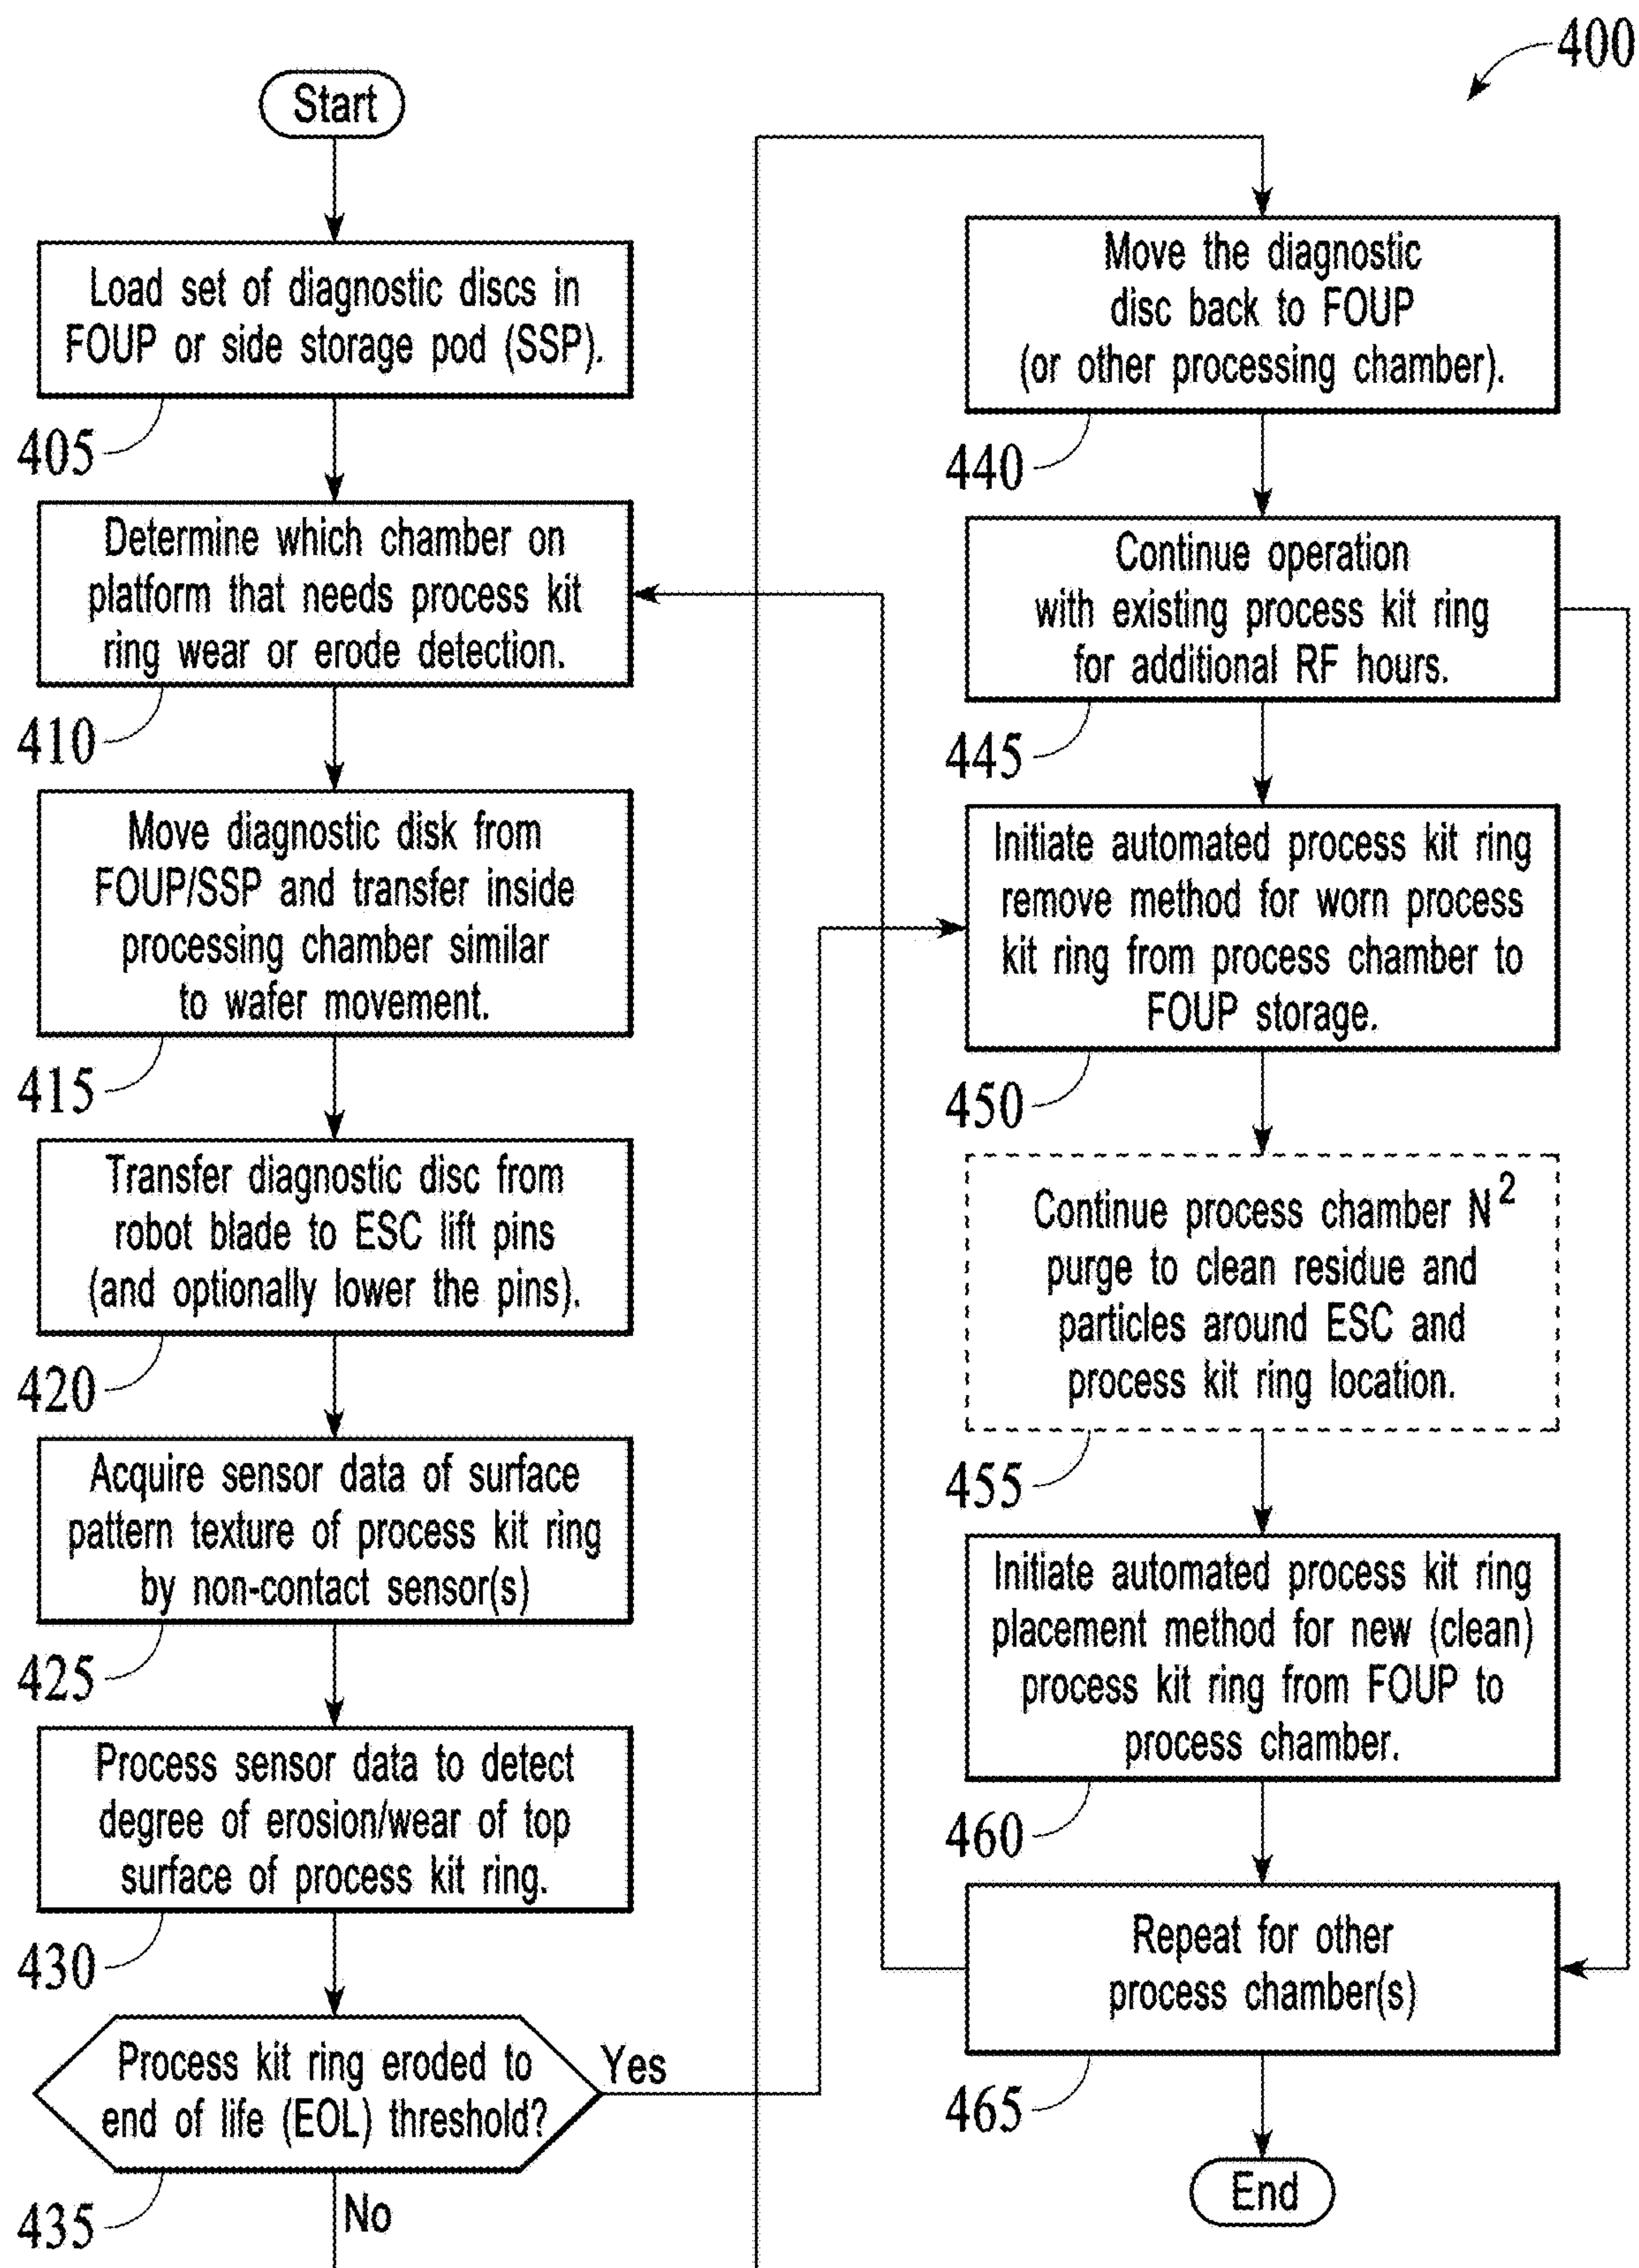 400
Start
Load set of diagnostic discs in
FOUP or side storage pod (SSP).
405
Determine which chamber on
platform that needs process kit
ring wear or erode detection.
410
Move diagnostic disk from
FOUP/SSP and transfer inside
processing chamber similar
to wafer movement.
415
Transfer diagnostic disc from
robot blade to ESC lift pins
(and optionally lower the pins).
420
Acquire sensor data of surface
pattern texture of process kit ring
by non-contact sensor(s)
425
Process sensor data to detect
degree of erosion/wear of top
surface of process kit ring.
430
Process kit ring eroded to
end of life (EOL) threshold?
435
Yes
No
Move the diagnostic
disc back to FOUP
(or other processing chamber).
440
Continue operation
with existing process kit ring
for additional RF hours.
445
Initiate automated process kit ring
remove method for worn process
kit ring from process chamber to
FOUP storage.
450
Continue process chamber N²
purge to clean residue and
particles around ESC and
process kit ring location.
455
Initiate automated process kit ring
placement method for new (clean)
process kit ring from FOUP to
process chamber.
460
Repeat for other
process chamber(s)
465
End